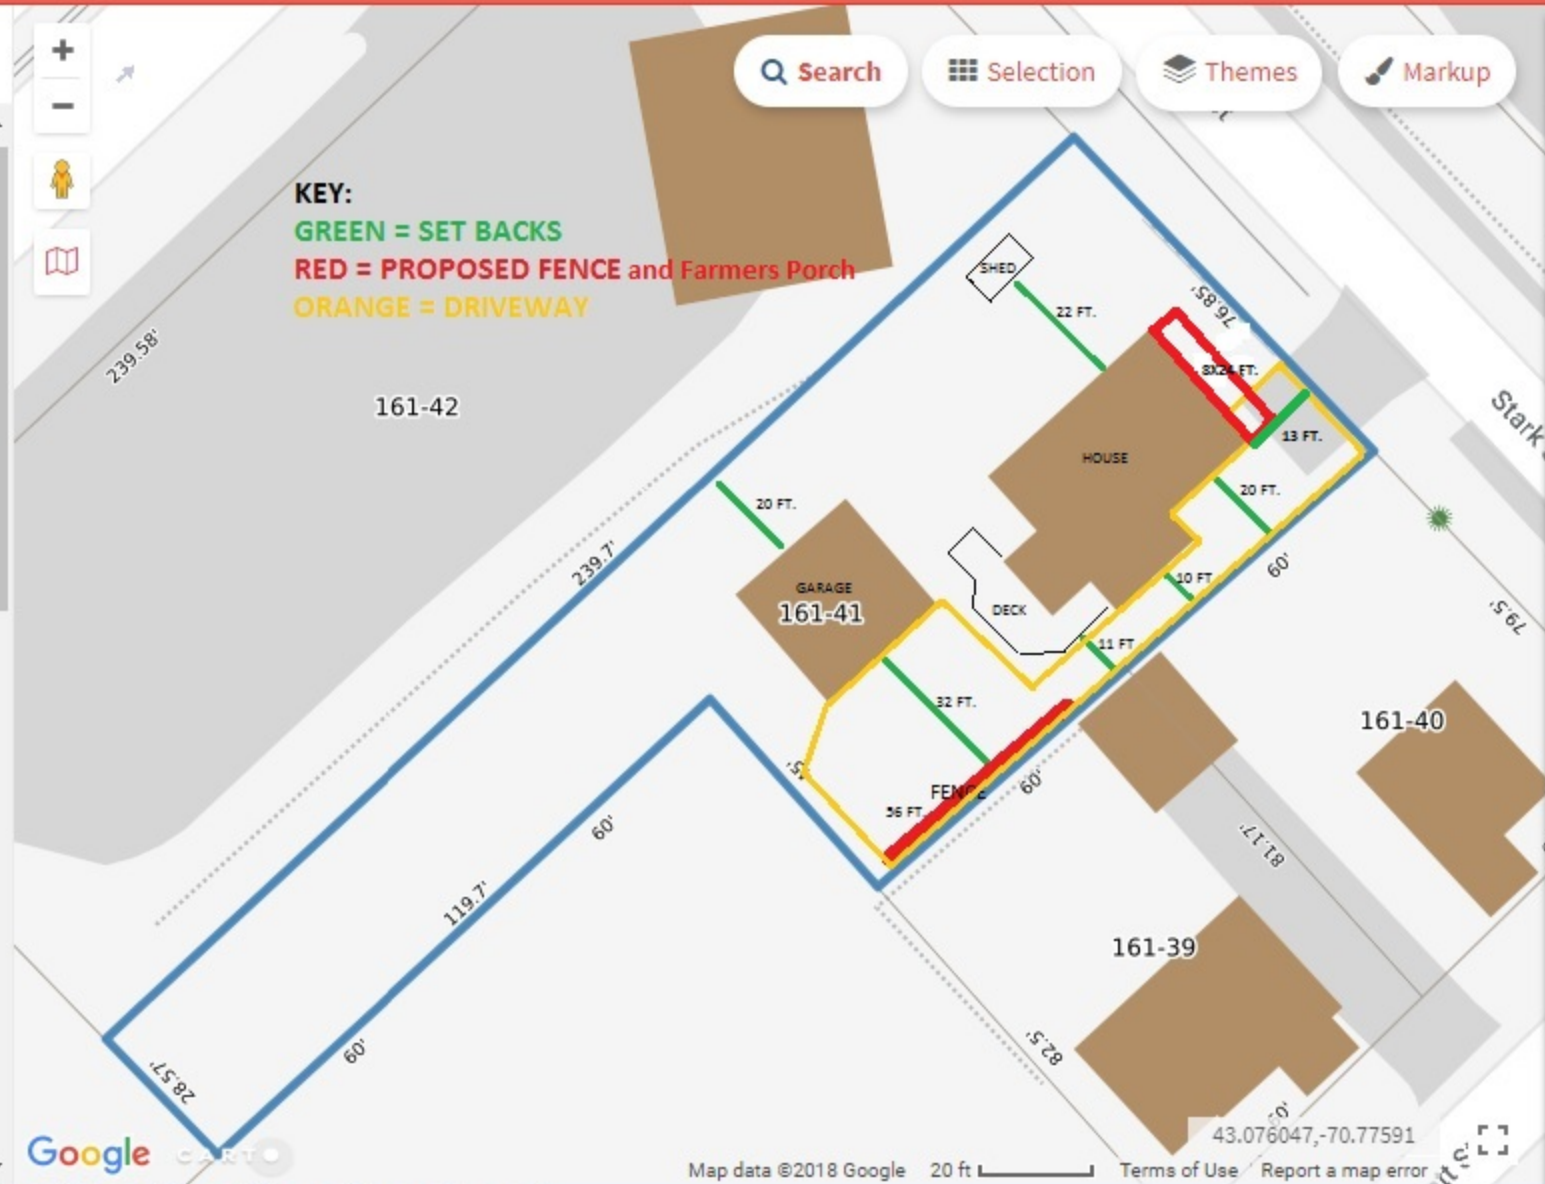 Search
Selection
Themes
Markup
KEY:
GREEN = SET BACKS
RED = PROPOSED FENCE and Farmers Porch
ORANGE = DRIVEWAY
SHED
22 FT.
76.85'
8X24 FT.
239.58'
161-42
Stark
13 FT.
HOUSE
20 FT.
20 FT.
239.7'
60'
10 FT
GARAGE
161-41
DECK
79.5'
11 FT
32 FT.
161-40
45'
60'
FENCE
56 FT.
60'
81.17'
119.7'
161-39
60'
82.5'
28.57'
60'
43.076047,-70.77591
Google
CARTO
Map data ©2018 Google
20 ft
Terms of Use
Report a map error